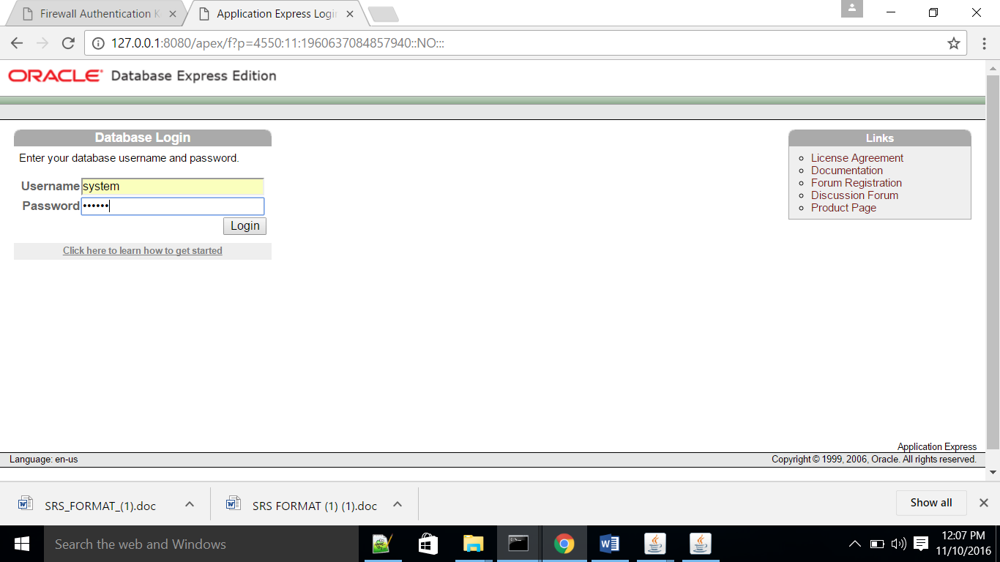 Firewall Authentication K
Application Express Login
127.0.0.1:8080/apex/f?p=4550:11:1960637084857940::NO:::
ORACLE Database Express Edition
Database Login
Enter your database username and password.
Username system
Password ••••••
Login
Click here to learn how to get started
Links
License Agreement
Documentation
Forum Registration
Discussion Forum
Product Page
Application Express
Language: en-us
Copyright © 1999, 2006, Oracle. All rights reserved.
SRS_FORMAT_(1).doc
SRS FORMAT (1) (1).doc
Show all
Search the web and Windows
12:07 PM
11/10/2016